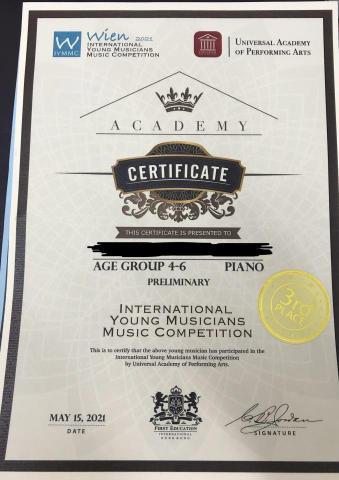 Wien 2021
W
IYMMC
INTERNATIONAL
YOUNG MUSICIANS
MUSIC COMPETITION
UNIVERSAL ACADEMY
OF PERFORMING ARTS
ACADEMY
CERTIFICATE
THIS CERTIFICATE IS PRESENTED TO
AGE GROUP 4-6 PIANO
PRELIMINARY
3rd
PLACE
INTERNATIONAL
YOUNG MUSICIANS
MUSIC COMPETITION
This is to certify that the above young musician has participated in the
International Young Musicians Music Competition
by Universal Academy of Performing Arts.
MAY 15, 2021
DATE
FIRST EDUCATION
INTERNATIONAL
HONG KONG
SIGNATURE